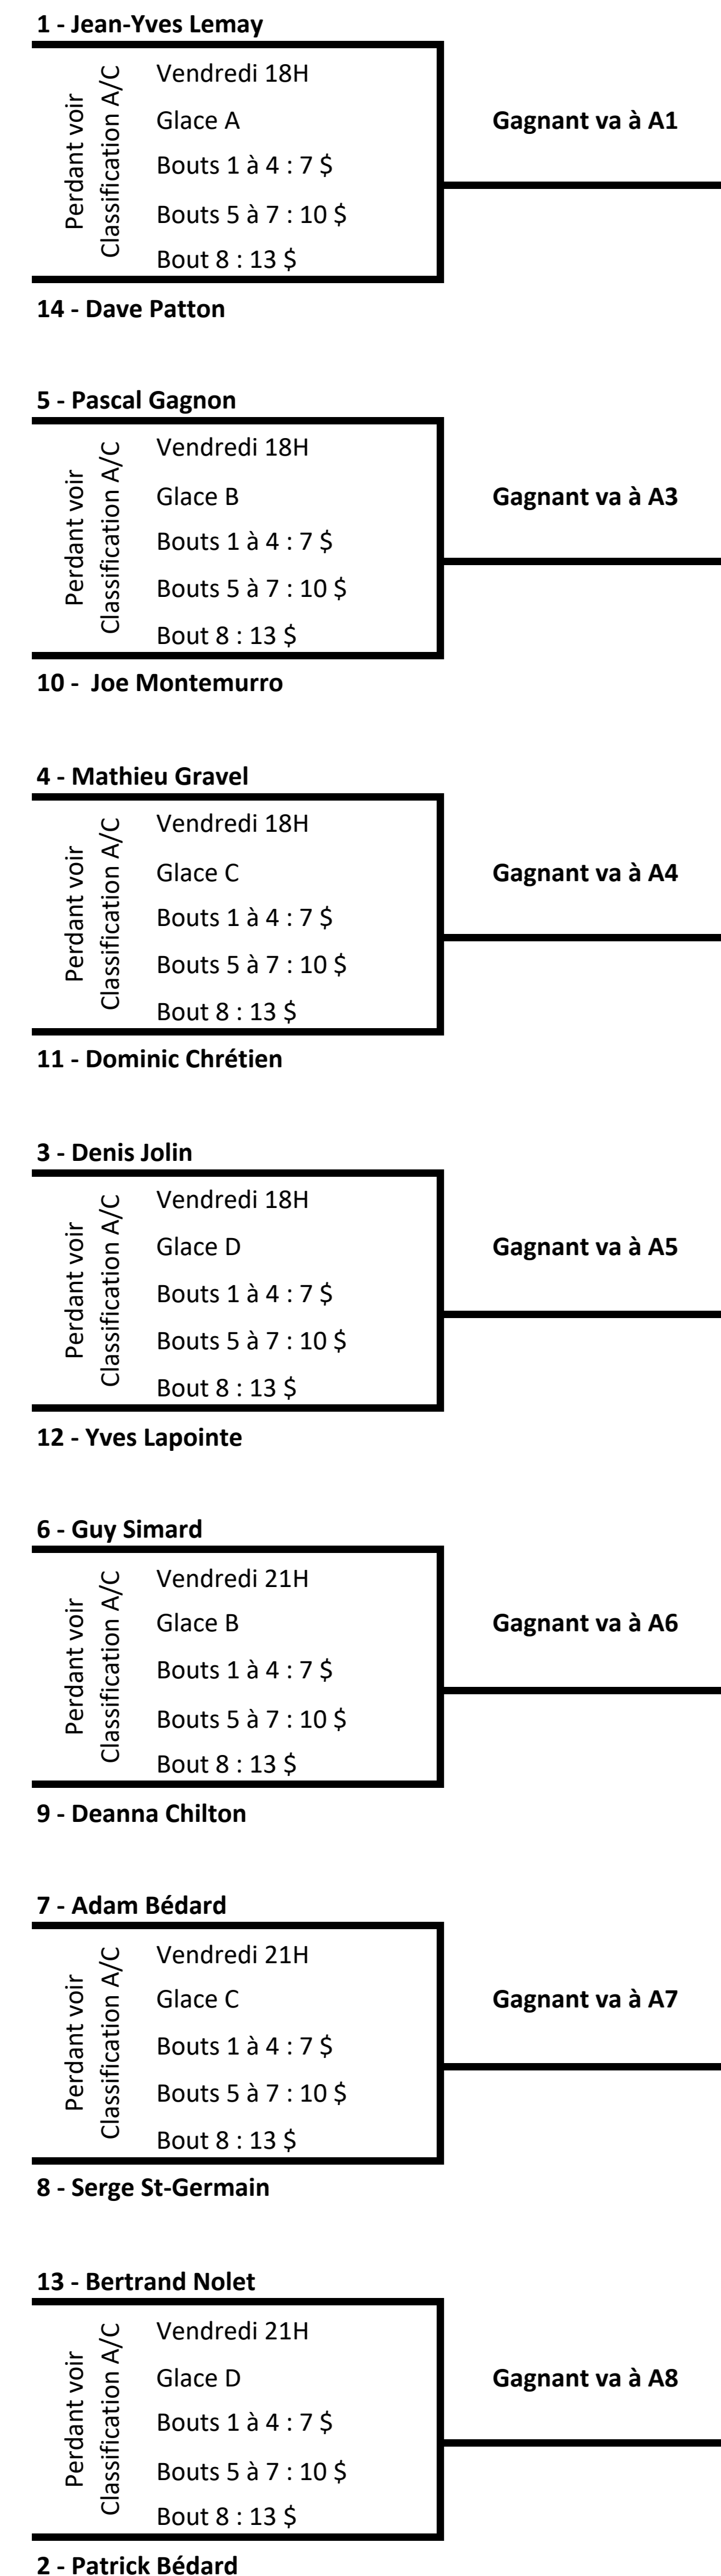 1 - Jean-Yves Lemay
Perdant voir
Classification A/C
Vendredi 18H
Glace A
Bouts 1 à 4 : 7 $
Bouts 5 à 7 : 10 $
Bout 8 : 13 $
Gagnant va à A1
14 - Dave Patton
5 - Pascal Gagnon
Perdant voir
Classification A/C
Vendredi 18H
Glace B
Bouts 1 à 4 : 7 $
Bouts 5 à 7 : 10 $
Bout 8 : 13 $
Gagnant va à A3
10 -  Joe Montemurro
4 - Mathieu Gravel
Perdant voir
Classification A/C
Vendredi 18H
Glace C
Bouts 1 à 4 : 7 $
Bouts 5 à 7 : 10 $
Bout 8 : 13 $
Gagnant va à A4
11 - Dominic Chrétien
3 - Denis Jolin
Perdant voir
Classification A/C
Vendredi 18H
Glace D
Bouts 1 à 4 : 7 $
Bouts 5 à 7 : 10 $
Bout 8 : 13 $
Gagnant va à A5
12 - Yves Lapointe
6 - Guy Simard
Perdant voir
Classification A/C
Vendredi 21H
Glace B
Bouts 1 à 4 : 7 $
Bouts 5 à 7 : 10 $
Bout 8 : 13 $
Gagnant va à A6
9 - Deanna Chilton
7 - Adam Bédard
Perdant voir
Classification A/C
Vendredi 21H
Glace C
Bouts 1 à 4 : 7 $
Bouts 5 à 7 : 10 $
Bout 8 : 13 $
Gagnant va à A7
8 - Serge St-Germain
13 - Bertrand Nolet
Perdant voir
Classification A/C
Vendredi 21H
Glace D
Bouts 1 à 4 : 7 $
Bouts 5 à 7 : 10 $
Bout 8 : 13 $
Gagnant va à A8
2 - Patrick Bédard